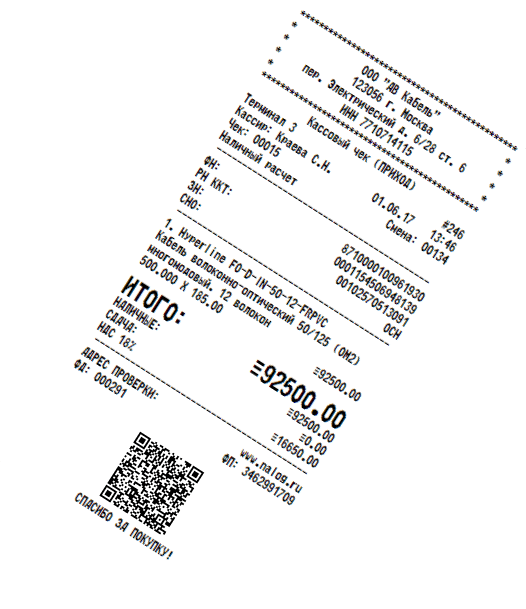 ****************************************
* ООО "ДВ Кабель" *
* 123056 г. Москва *
* пер. Электрический д. 6/28 ст. 6 *
* ИНН 7710714115 *
****************************************
Кассовый чек (ПРИХОД)
Терминал 3 #246
Кассир: Краева С.Н. 01.06.17 13:46
Чек: 00015 Смена: 00134
Наличный расчет
ФН: 8710000100961930
РН ККТ: 0001154506948139
ЗН: 00102570513091
СНО: ОСН
1. Hyperline FO-D-IN-50-12-FRPVC
Кабель волоконно-оптический 50/125 (OM2)
многомодовый, 12 волокон
500.000 X 185.00 ≡92500.00
ИТОГО: ≡92500.00
НАЛИЧНЫЕ: ≡92500.00
СДАЧА: ≡0.00
НДС 18% ≡16650.00
АДРЕС ПРОВЕРКИ: www.nalog.ru
ФД: 000291 ФП: 3462991709
СПАСИБО ЗА ПОКУПКУ!